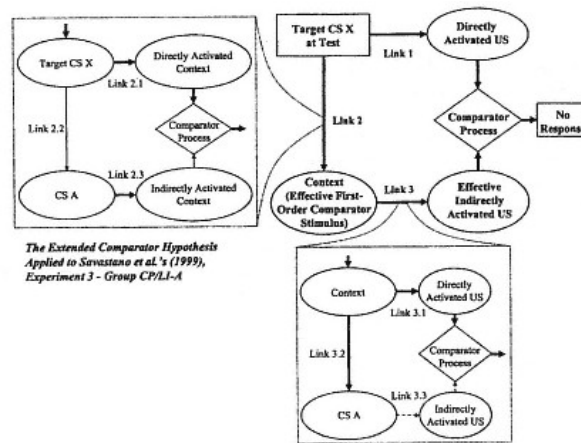 Target CS X
at Test
Link 1
Directly
Activated US
Link 2
Comparator
Process
No
Response
Context
(Effective First-
Order Comparator
Stimulus)
Link 3
Effective
Indirectly
Activated US
Target CS X
Link 2.1
Directly
Activated
Context
Link 2.2
Comparator
Process
CS A
Link 2.3
Indirectly
Activated
Context
The Extended Comparator Hypothesis
Applied to Savastano et al.'s (1999),
Experiment 3 - Group CP/LI-A
Context
Link 3.1
Directly
Activated US
Link 3.2
Comparator
Process
CS A
Link 3.3
Indirectly
Activated US